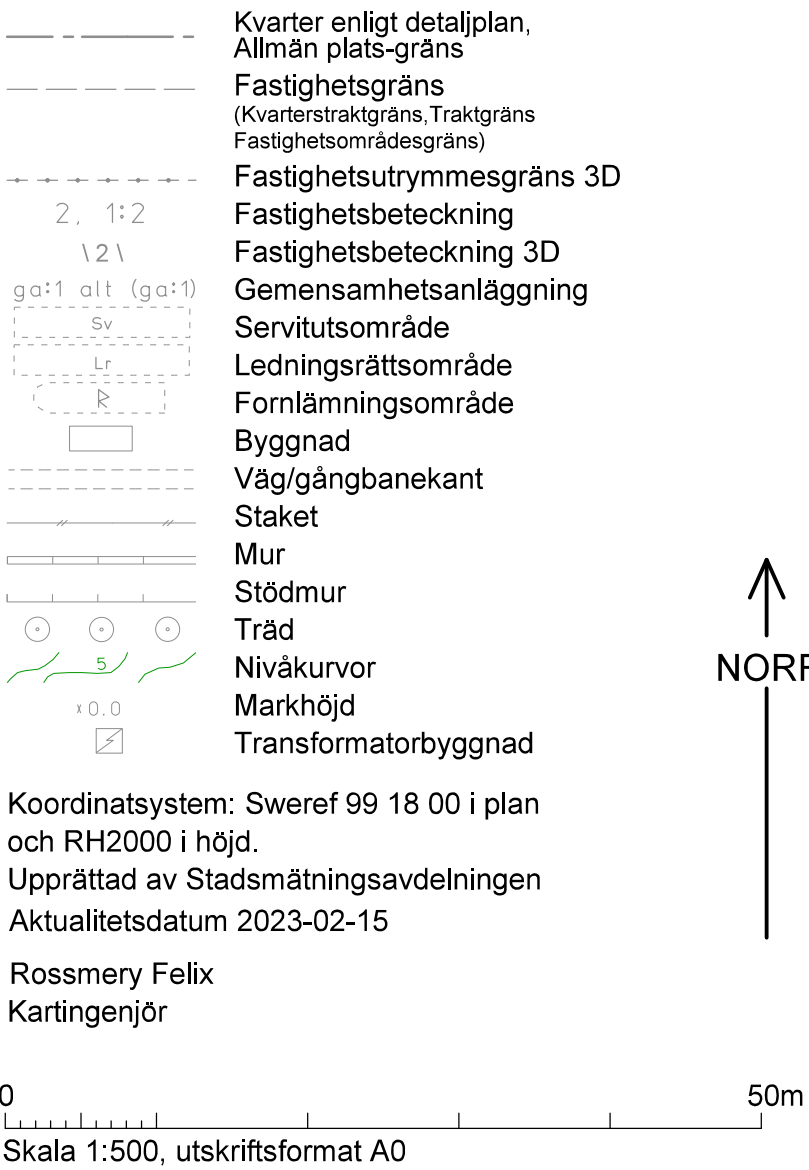 Kvarter enligt detaljplan,
Allmän plats-gräns
Fastighetsgräns
(Kvarterstraktgräns,Traktgräns
Fastighetsområdesgräns)
Fastighetsutrymmesgräns 3D
2, 1:2 Fastighetsbeteckning
\2\ Fastighetsbeteckning 3D
ga:1 alt (ga:1) Gemensamhetsanläggning
Sv Servitutsområde
Lr Ledningsrättsområde
R Fornlämningsområde
Byggnad
Väg/gångbanekant
Staket
Mur
Stödmur
Träd
5 Nivåkurvor
x0.0 Markhöjd
Transformatorbyggnad
NORR
Koordinatsystem: Sweref 99 18 00 i plan
och RH2000 i höjd.
Upprättad av Stadsmätningsavdelningen
Aktualitetsdatum 2023-02-15
Rossmery Felix
Kartingenjör
0 50m
Skala 1:500, utskriftsformat A0